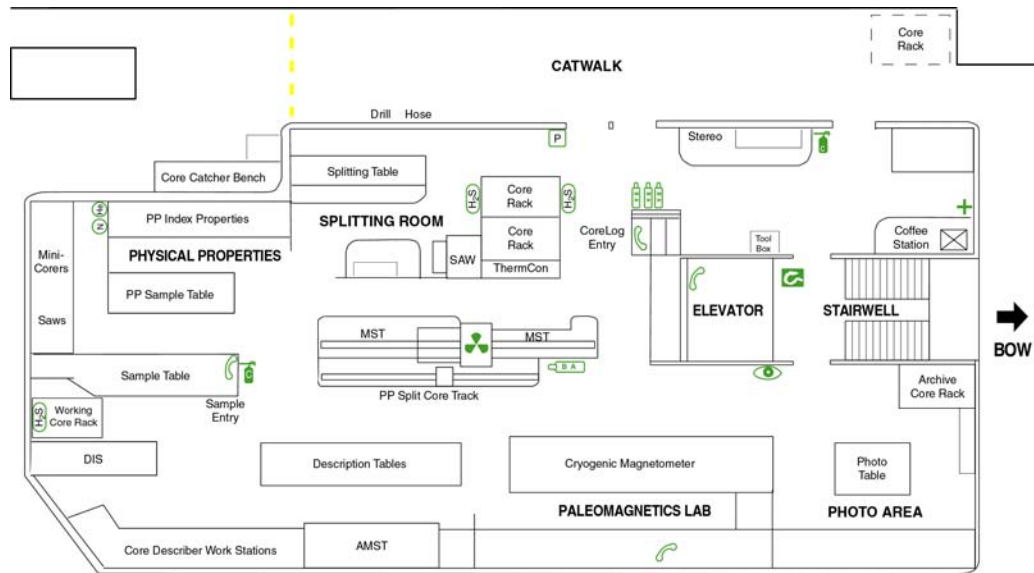 Core
Rack
CATWALK
Drill Hose
P
Stereo
C
Core Catcher Bench
Splitting Table
H2S
Core
Rack
H2S
He
N
PP Index Properties
SPLITTING ROOM
CoreLog
Entry
Coffee
Station
Tool
Box
Core
Rack
Mini-
Corers
PHYSICAL PROPERTIES
SAW
ThermCon
PP Sample Table
Saws
ELEVATOR
STAIRWELL
BOW
MST
MST
B A
Sample Table
C
PP Split Core Track
Archive
Core Rack
Sample
Entry
H2S
Working
Core Rack
DIS
Description Tables
Cryogenic Magnetometer
Photo
Table
PALEOMAGNETICS LAB
PHOTO AREA
Core Describer Work Stations
AMST